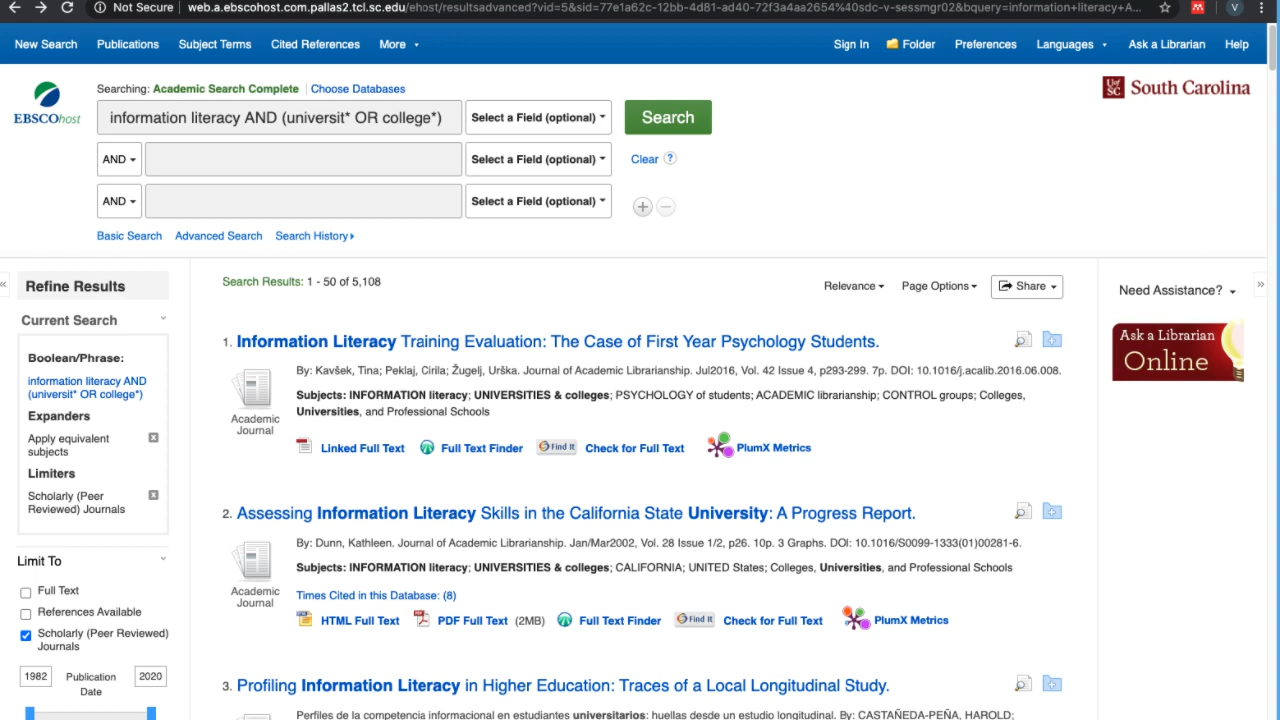 Not Secure | web.a.ebscohost.com.pallas2.tcl.sc.edu/ehost/resultsadvanced?vid=5&sid=77e1a62c-12bb-4d81-ad40-72f3a4aa2654%40sdc-v-sessmgr02&bquery=information+literacy+A...
V
New Search Publications Subject Terms Cited References More Sign In Folder Preferences Languages Ask a Librarian Help
Searching: Academic Search Complete Choose Databases
UofSC South Carolina
EBSCOhost
information literacy AND (universit* OR college*) Select a Field (optional) Search
AND Select a Field (optional) Clear ?
AND Select a Field (optional)
Basic Search Advanced Search Search History
Refine Results
Current Search
Boolean/Phrase:
information literacy AND
(universit* OR college*)
Expanders
Apply equivalent
subjects
Limiters
Scholarly (Peer
Reviewed) Journals
Limit To
Full Text
References Available
Scholarly (Peer Reviewed)
Journals
1982 Publication 2020
Date
Search Results: 1 - 50 of 5,108
Relevance Page Options Share
1. Information Literacy Training Evaluation: The Case of First Year Psychology Students.
By: Kavšek, Tina; Peklaj, Cirila; Žugelj, Urška. Journal of Academic Librarianship. Jul2016, Vol. 42 Issue 4, p293-299. 7p. DOI: 10.1016/j.acalib.2016.06.008.
Subjects: INFORMATION literacy; UNIVERSITIES & colleges; PSYCHOLOGY of students; ACADEMIC librarianship; CONTROL groups; Colleges,
Universities, and Professional Schools
Academic
Journal
Linked Full Text Full Text Finder Find It Check for Full Text PlumX Metrics
2. Assessing Information Literacy Skills in the California State University: A Progress Report.
By: Dunn, Kathleen. Journal of Academic Librarianship. Jan/Mar2002, Vol. 28 Issue 1/2, p26. 10p. 3 Graphs. DOI: 10.1016/S0099-1333(01)00281-6.
Subjects: INFORMATION literacy; UNIVERSITIES & colleges; CALIFORNIA; UNITED States; Colleges, Universities, and Professional Schools
Academic
Journal
Times Cited in this Database: (8)
HTML Full Text PDF Full Text (2MB) Full Text Finder Find It Check for Full Text PlumX Metrics
3. Profiling Information Literacy in Higher Education: Traces of a Local Longitudinal Study.
Perfiles de la competencia informacional en estudiantes universitarios: huellas desde un estudio longitudinal. By: CASTAÑEDA-PEÑA, HAROLD;
Need Assistance?
Ask a Librarian
Online